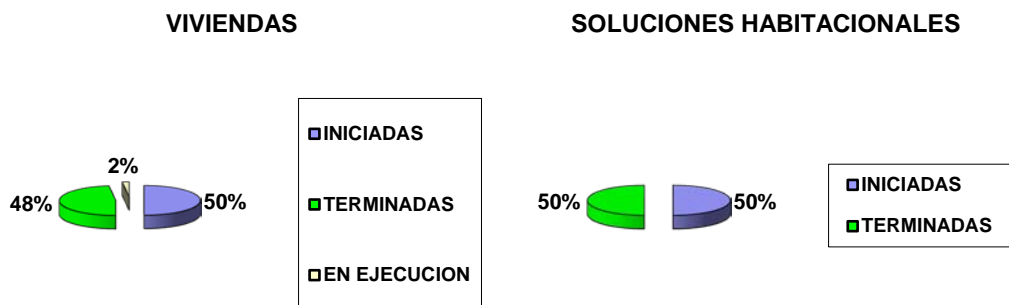 VIVIENDAS
INICIADAS
TERMINADAS
EN EJECUCION
2%
48%
50%
SOLUCIONES HABITACIONALES
50%
50%
INICIADAS
TERMINADAS